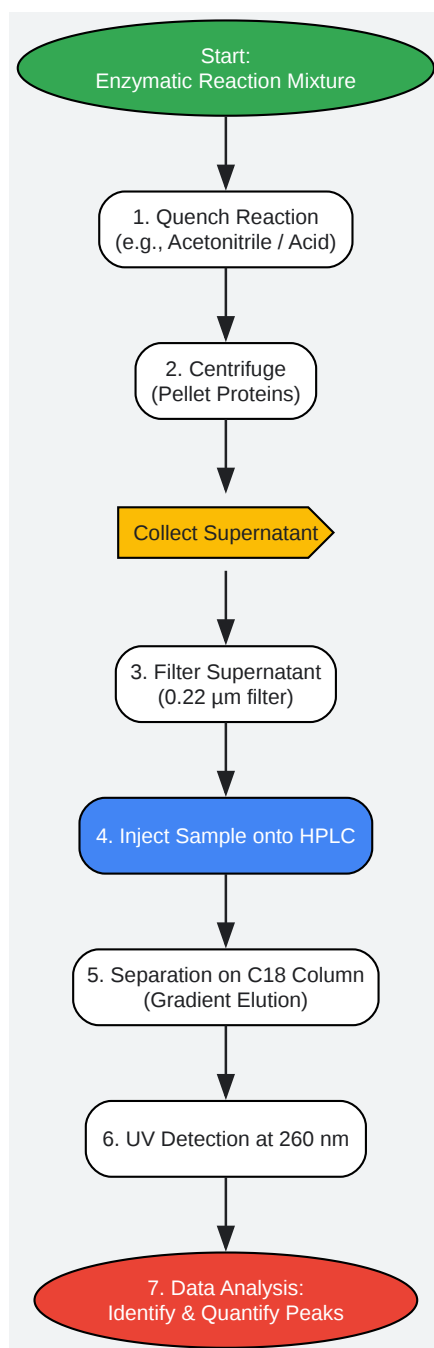 Start:
Enzymatic Reaction Mixture
1. Quench Reaction
(e.g., Acetonitrile / Acid)
2. Centrifuge
(Pellet Proteins)
Collect Supernatant
3. Filter Supernatant
(0.22 µm filter)
4. Inject Sample onto HPLC
5. Separation on C18 Column
(Gradient Elution)
6. UV Detection at 260 nm
7. Data Analysis:
Identify & Quantify Peaks